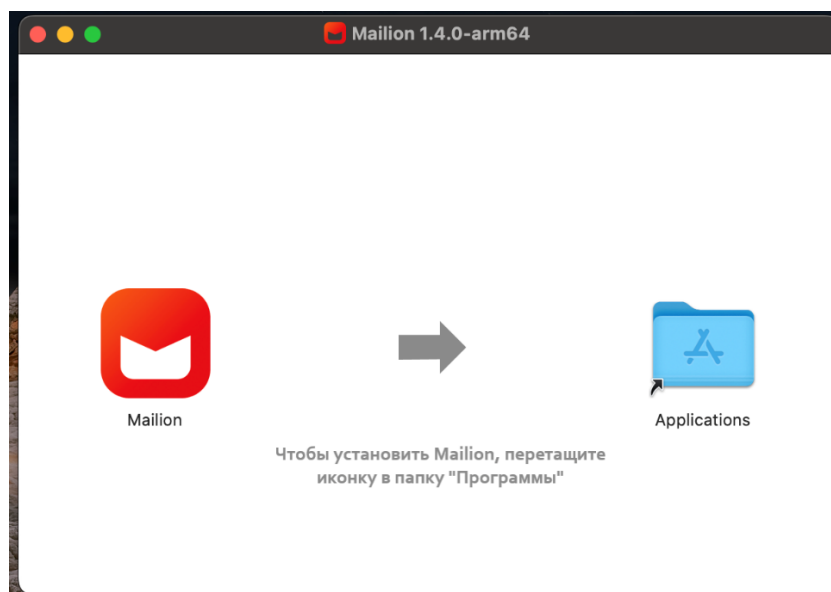 Mailion 1.4.0-arm64
Mailion
Applications
Чтобы установить Mailion, перетащите
иконку в папку "Программы"